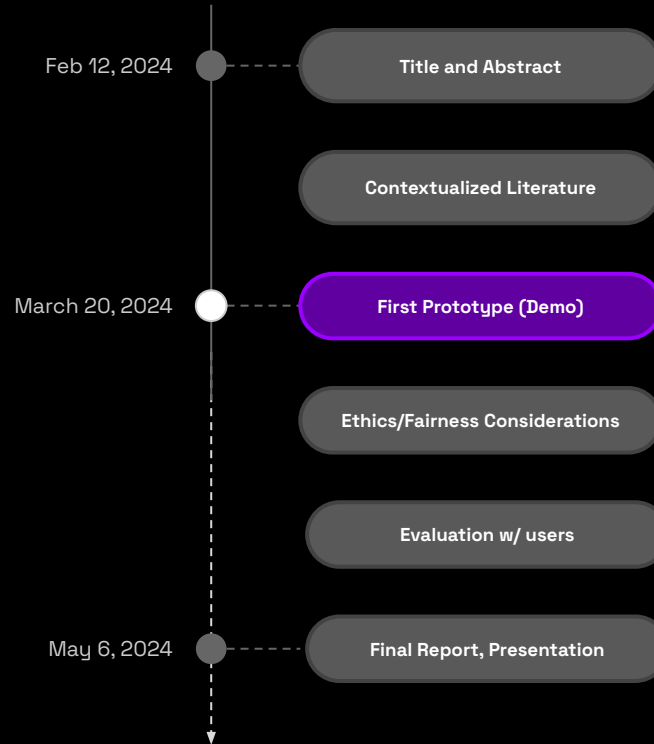 Feb 12, 2024
Title and Abstract
Contextualized Literature
March 20, 2024
First Prototype (Demo)
Ethics/Fairness Considerations
Evaluation w/ users
May 6, 2024
Final Report, Presentation